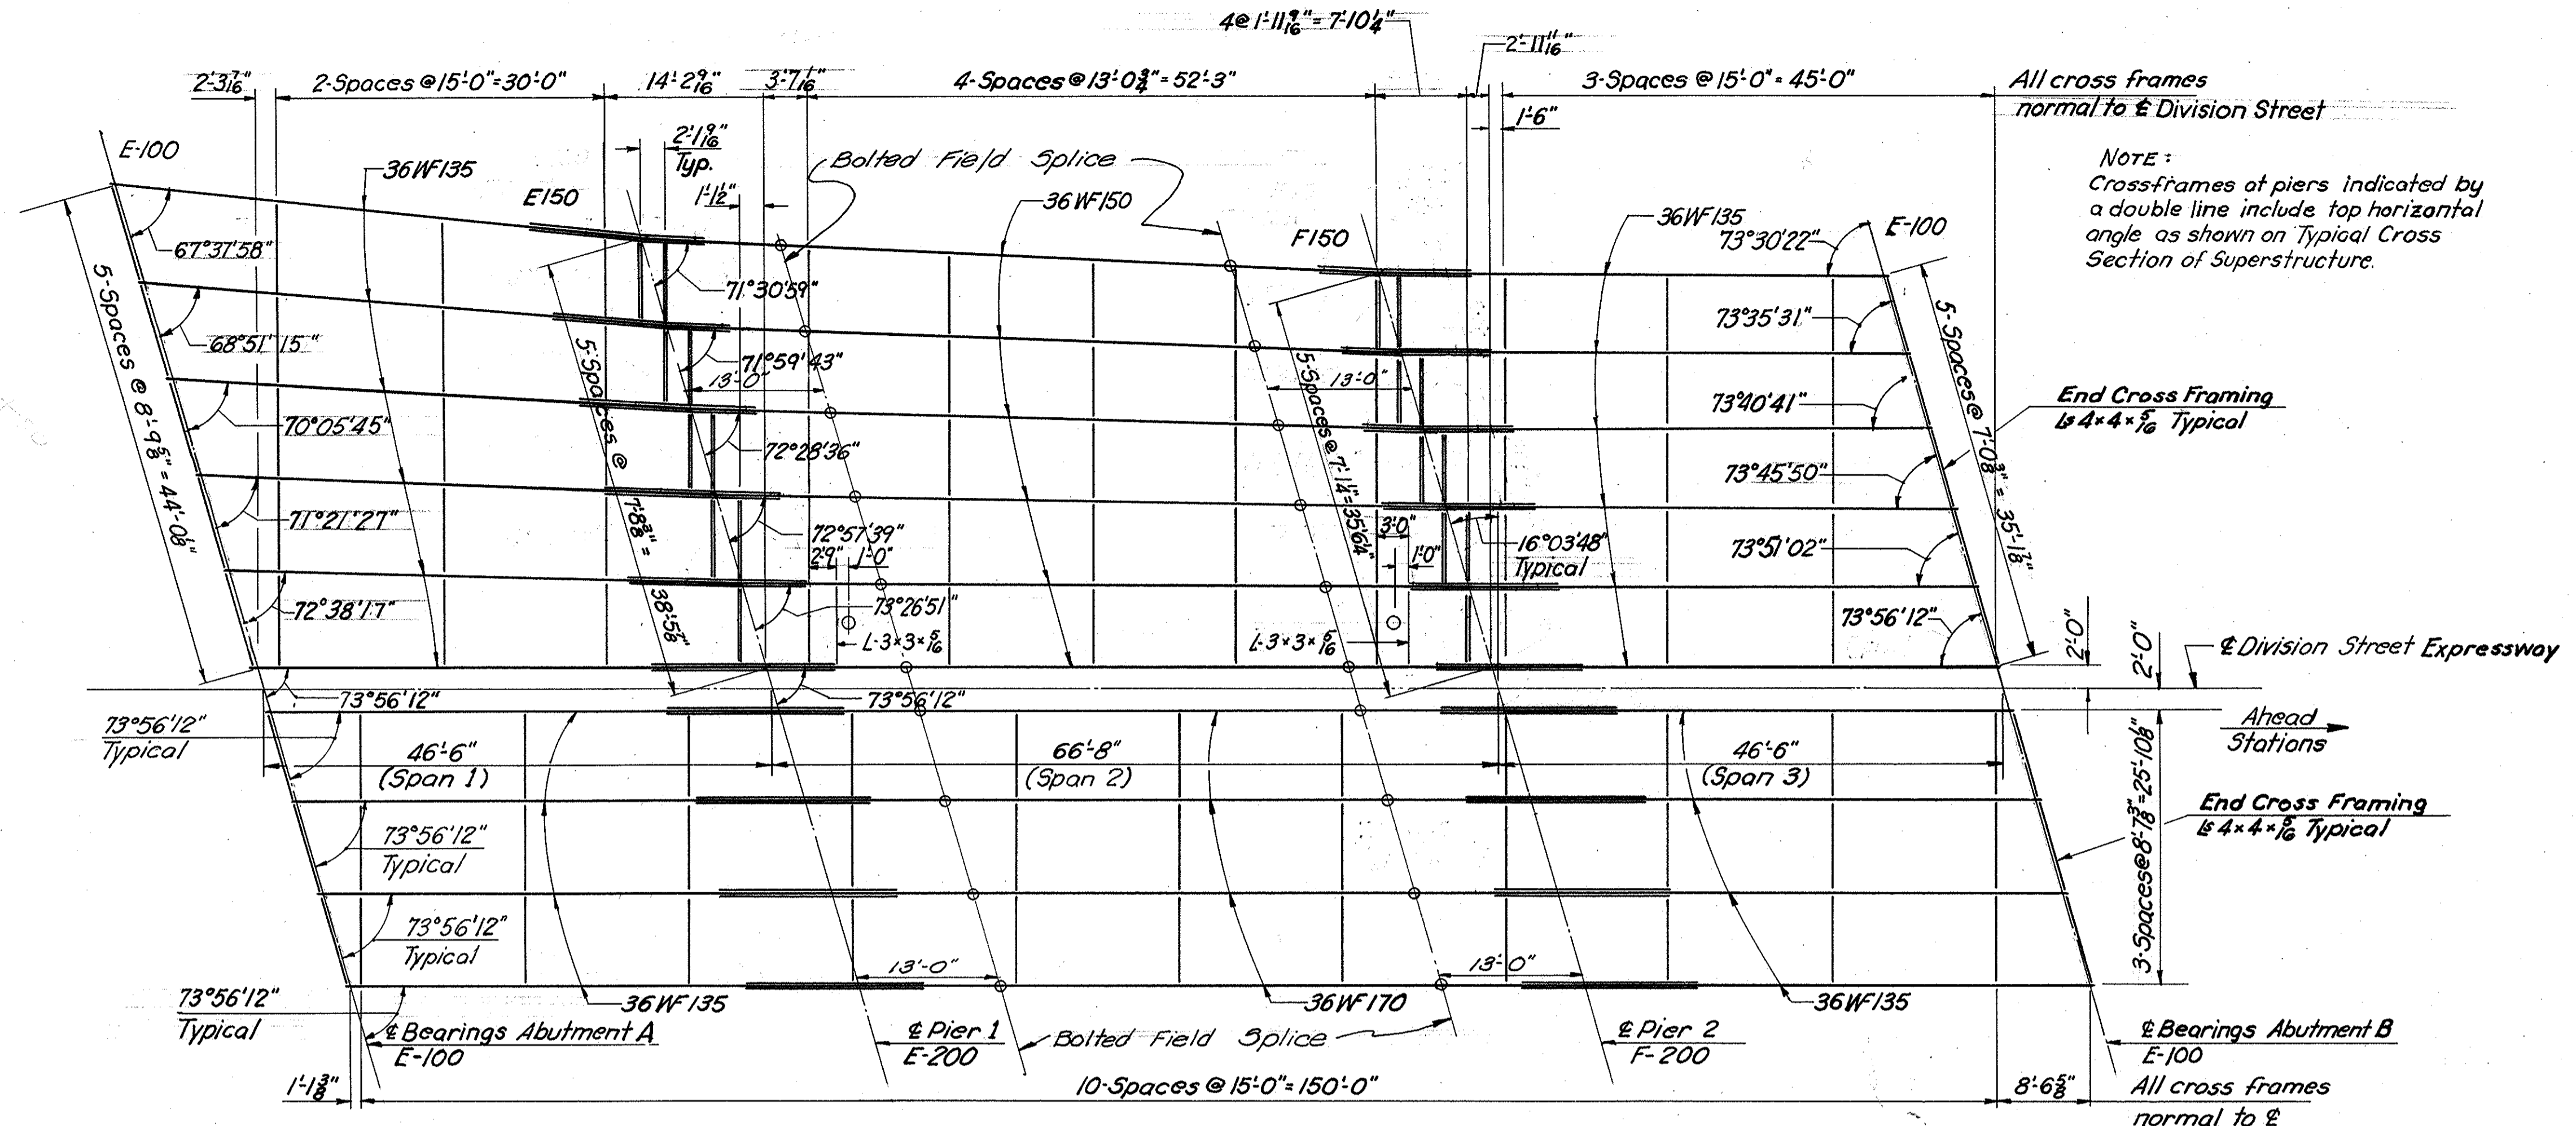 4@1'-11 9/16"=7'-10 1/4"
2'-11 11/16"
2'-3 7/16"
2-Spaces @15'-0"=30'-0"
14'-2 9/16"
3'-7 1/16"
4-Spaces @13'-0 3/4"=52'-3"
3-Spaces @15'-0"=45'-0"
All cross frames
normal to ℄ Division Street
1'-6"
E-100
36WF135
2'-1 9/16"
Typ.
Bolted Field Splice
NOTE:
Crossframes at piers indicated by
a double line include top horizontal
angle as shown on Typical Cross
Section of Superstructure.
E150
1'-1 1/2"
36WF150
36WF135
F150
73°30'22"
E-100
67°37'58"
71°30'59"
73°35'31"
68°51'15"
71°59'43"
13'-0"
13'-0"
73°40'41"
End Cross Framing
Ls 4×4×5/16 Typical
70°05'45"
72°28'36"
73°45'50"
5-Spaces @ 8'-9 5/8"=44'-0 1/8"
5-Spaces @
7'-8 3/8"=
38'-5 7/8"
5-Spaces @ 7'-1 1/4"=35'-6 1/4"
5-Spaces @ 7'-0 3/8"=35'-1 7/8"
71°21'27"
72°57'39"
2'-9"
1'-0"
3'-0"
1'-0"
16°03'48"
Typical
73°51'02"
72°38'17"
73°26'51"
L-3×3×5/16
L-3×3×5/16
73°56'12"
2'-0"
2'-0"
℄ Division Street Expressway
73°56'12"
73°56'12"
73°56'12"
Typical
46'-6"
(Span 1)
66'-8"
(Span 2)
46'-6"
(Span 3)
Ahead
Stations
3-Spaces@8'-7 3/8"=25'-10 1/8"
End Cross Framing
Ls 4×4×5/16 Typical
73°56'12"
Typical
73°56'12"
Typical
13'-0"
13'-0"
73°56'12"
Typical
36WF135
36WF170
36WF135
℄ Bearings Abutment A
E-100
℄ Pier 1
E-200
Bolted Field Splice
℄ Pier 2
F-200
℄ Bearings Abutment B
E-100
1'-1 3/8"
10-Spaces @15'-0"=150'-0"
8'-6 5/8"
All cross frames
normal to ℄